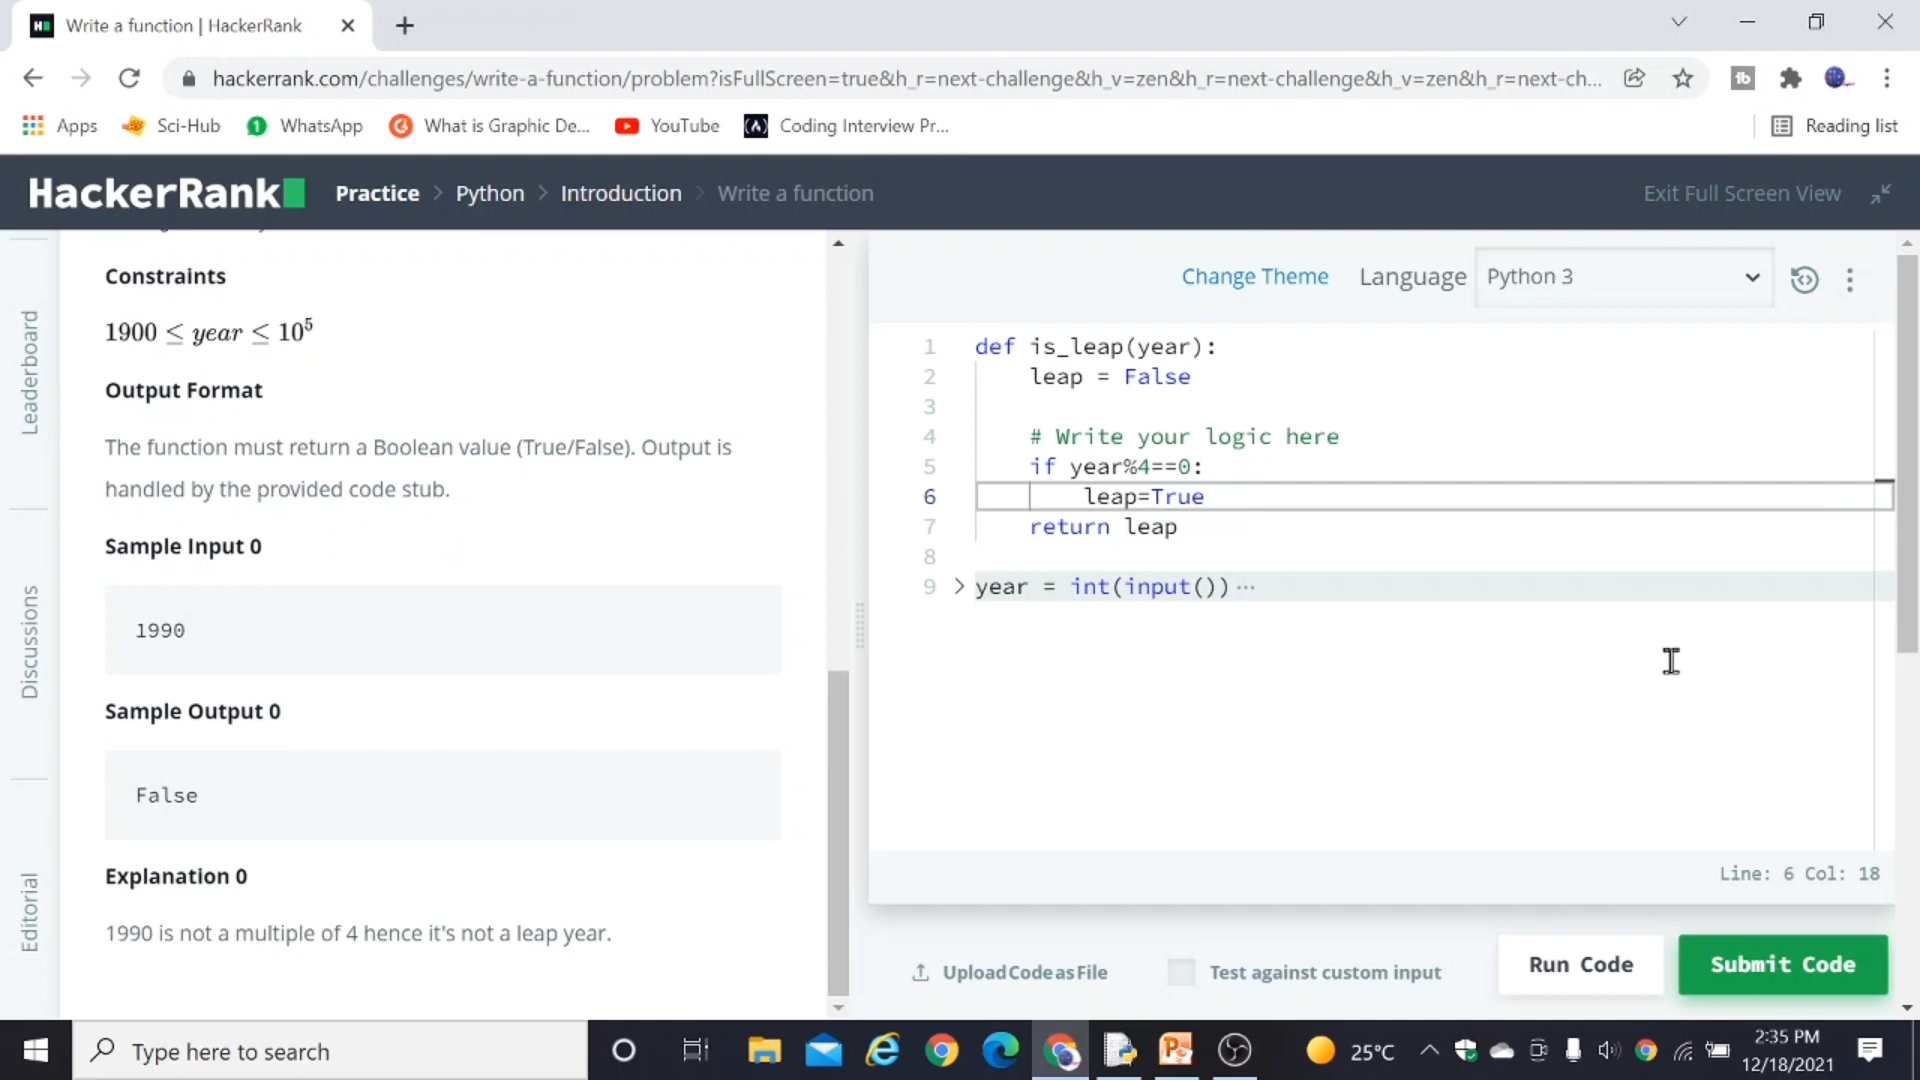 Write a function | HackerRank
hackerrank.com/challenges/write-a-function/problem?isFullScreen=true&h_r=next-challenge&h_v=zen&h_r=next-challenge&h_v=zen&h_r=next-ch...
Apps
Sci-Hub
WhatsApp
What is Graphic De...
YouTube
Coding Interview Pr...
Reading list
HackerRank
Practice > Python > Introduction > Write a function
Exit Full Screen View
Leaderboard
Discussions
Editorial
Constraints
1900 ≤ year ≤ 10⁵
Output Format
The function must return a Boolean value (True/False). Output is
handled by the provided code stub.
Sample Input 0
1990
Sample Output 0
False
Explanation 0
1990 is not a multiple of 4 hence it's not a leap year.
Change Theme
Language
Python 3
1 def is_leap(year):
2 leap = False
3
4 # Write your logic here
5 if year%4==0:
6 leap=True
7 return leap
8
9 > year = int(input()) ...
Line: 6 Col: 18
Upload Code as File
Test against custom input
Run Code
Submit Code
Type here to search
25°C
2:35 PM
12/18/2021